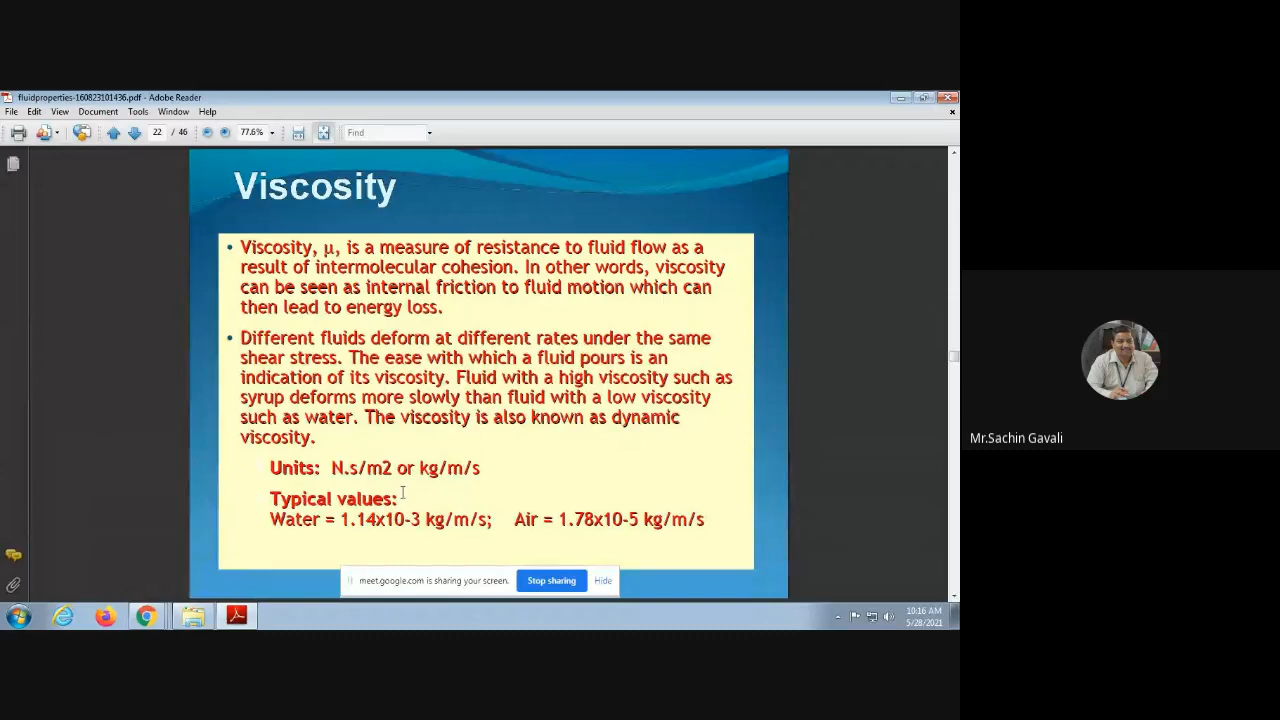 fluidproperties-160823101436.pdf - Adobe Reader
File Edit View Document Tools Window Help
22 / 46 77.6% Find
Viscosity
• Viscosity, μ, is a measure of resistance to fluid flow as a
result of intermolecular cohesion. In other words, viscosity
can be seen as internal friction to fluid motion which can
then lead to energy loss.
• Different fluids deform at different rates under the same
shear stress. The ease with which a fluid pours is an
indication of its viscosity. Fluid with a high viscosity such as
syrup deforms more slowly than fluid with a low viscosity
such as water. The viscosity is also known as dynamic
viscosity.
Units: N.s/m2 or kg/m/s
Typical values:
Water = 1.14x10-3 kg/m/s; Air = 1.78x10-5 kg/m/s
meet.google.com is sharing your screen. Stop sharing Hide
10:16 AM
5/28/2021
Mr.Sachin Gavali